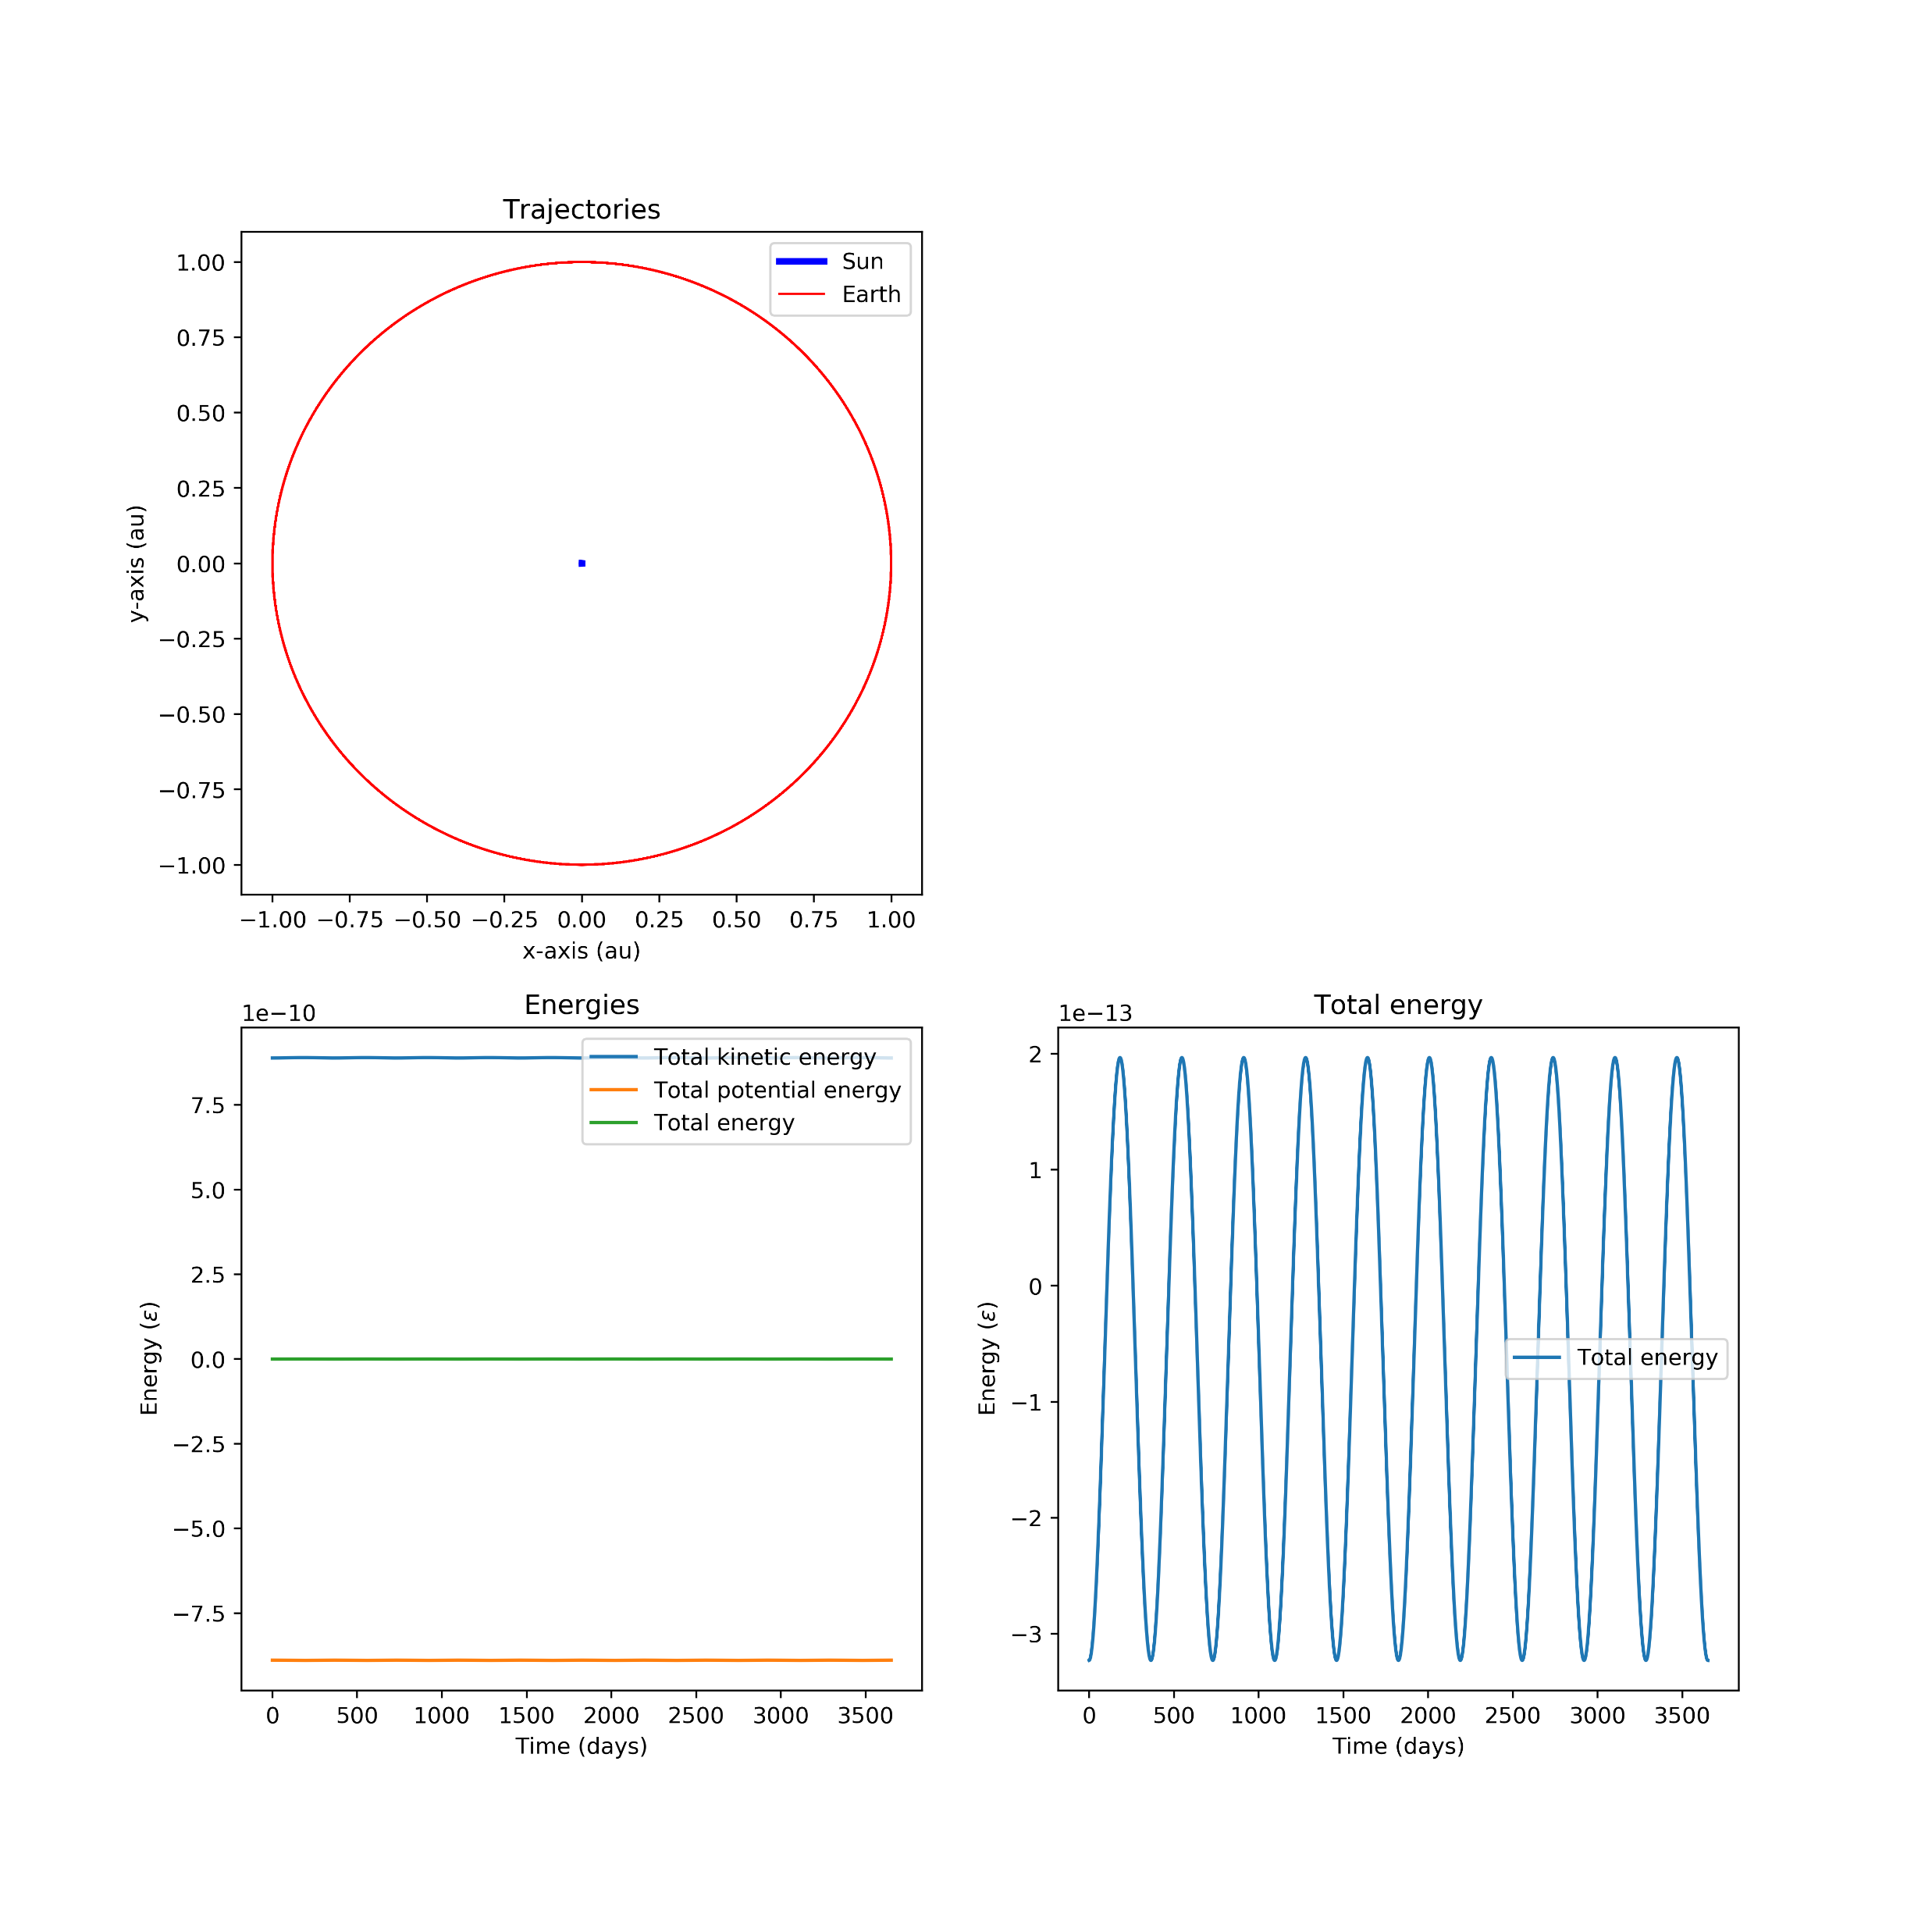 Trajectories
Sun
Earth
1.00
0.75
0.50
0.25
0.00
−0.25
−0.50
−0.75
−1.00
y-axis (au)
−1.00 −0.75 −0.50 −0.25 0.00 0.25 0.50 0.75 1.00
x-axis (au)
Energies
1e−10
Total kinetic energy
Total potential energy
Total energy
7.5
5.0
2.5
0.0
−2.5
−5.0
−7.5
Energy (ε)
0 500 1000 1500 2000 2500 3000 3500
Time (days)
Total energy
1e−13
2
1
0
−1
−2
−3
Total energy
Energy (ε)
0 500 1000 1500 2000 2500 3000 3500
Time (days)